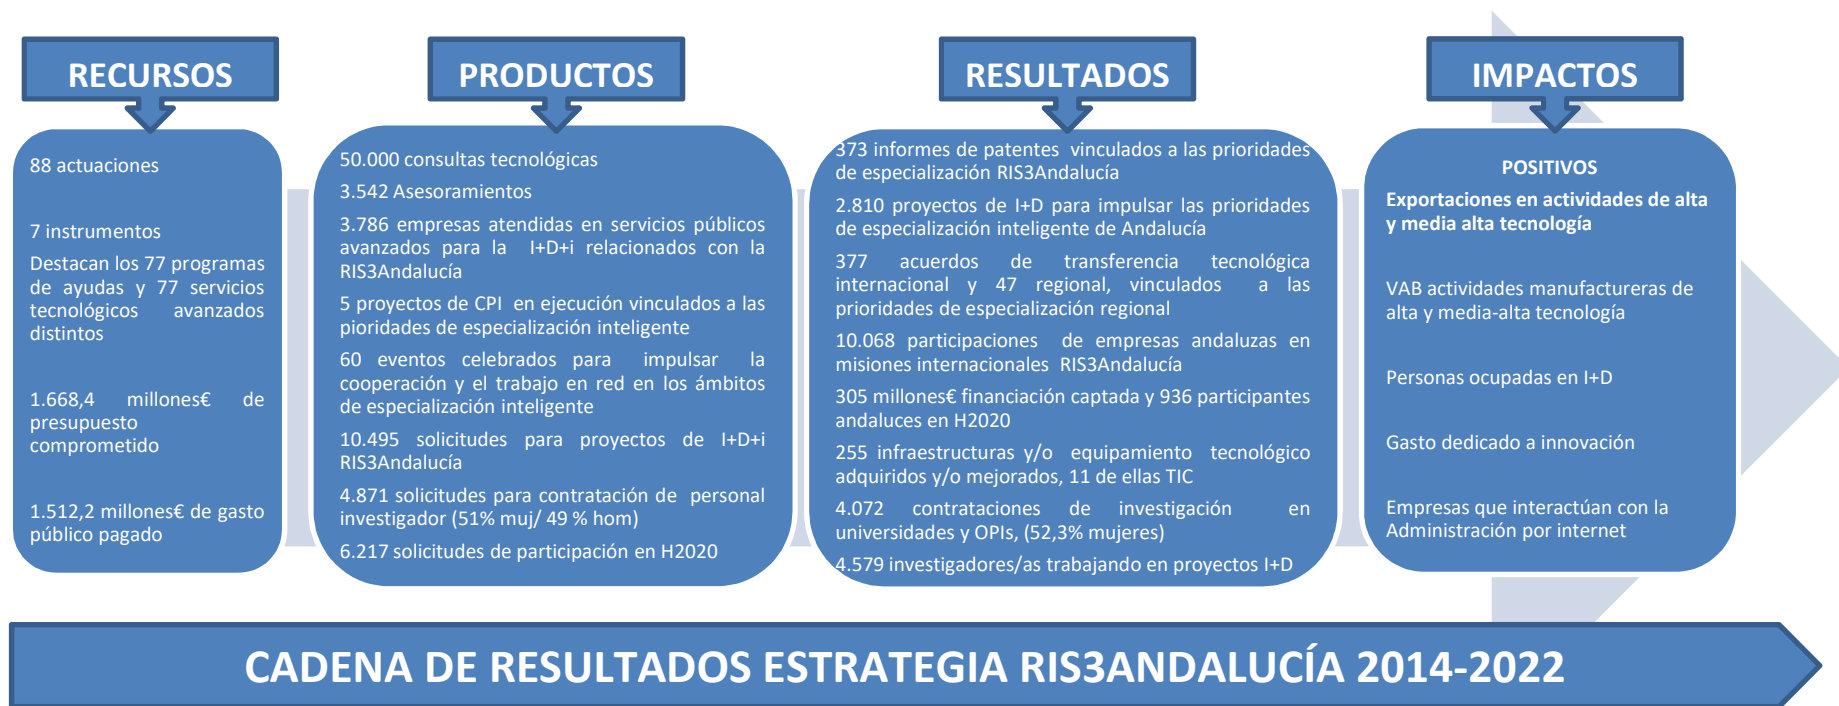 RECURSOS
88 actuaciones
7 instrumentos
Destacan los 77 programas
de ayudas y 77 servicios
tecnológicos avanzados
distintos
1.668,4 millones€ de
presupuesto
comprometido
1.512,2 millones€ de gasto
público pagado
PRODUCTOS
50.000 consultas tecnológicas
3.542 Asesoramientos
3.786 empresas atendidas en servicios públicos
avanzados para la I+D+i relacionados con la
RIS3Andalucía
5 proyectos de CPI en ejecución vinculados a las
pioridades de especialización inteligente
60 eventos celebrados para impulsar la
cooperación y el trabajo en red en los ámbitos
de especialización inteligente
10.495 solicitudes para proyectos de I+D+i
RIS3Andalucía
4.871 solicitudes para contratación de personal
investigador (51% muj/ 49 % hom)
6.217 solicitudes de participación en H2020
RESULTADOS
373 informes de patentes vinculados a las prioridades
de especialización RIS3Andalucía
2.810 proyectos de I+D para impulsar las prioridades
de especialización inteligente de Andalucía
377 acuerdos de transferencia tecnológica
internacional y 47 regional, vinculados a las
prioridades de especialización regional
10.068 participaciones de empresas andaluzas en
misiones internacionales RIS3Andalucía
305 millones€ financiación captada y 936 participantes
andaluces en H2020
255 infraestructuras y/o equipamiento tecnológico
adquiridos y/o mejorados, 11 de ellas TIC
4.072 contrataciones de investigación en
universidades y OPIs, (52,3% mujeres)
4.579 investigadores/as trabajando en proyectos I+D
IMPACTOS
POSITIVOS
Exportaciones en actividades de alta
y media alta tecnología
VAB actividades manufactureras de
alta y media-alta tecnología
Personas ocupadas en I+D
Gasto dedicado a innovación
Empresas que interactúan con la
Administración por internet
CADENA DE RESULTADOS ESTRATEGIA RIS3ANDALUCÍA 2014-2022